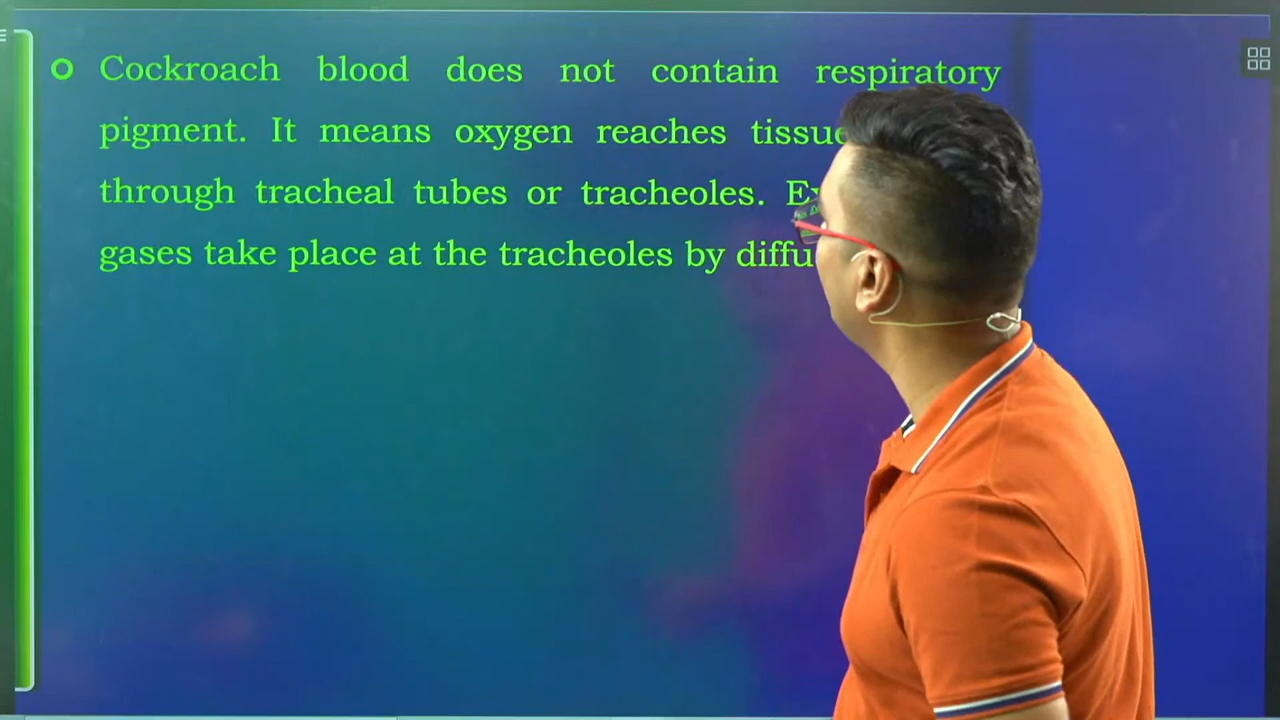 Cockroach blood does not contain respiratory
pigment. It means oxygen reaches
through tracheal tubes or tracheoles.
gases take place at the tracheoles by